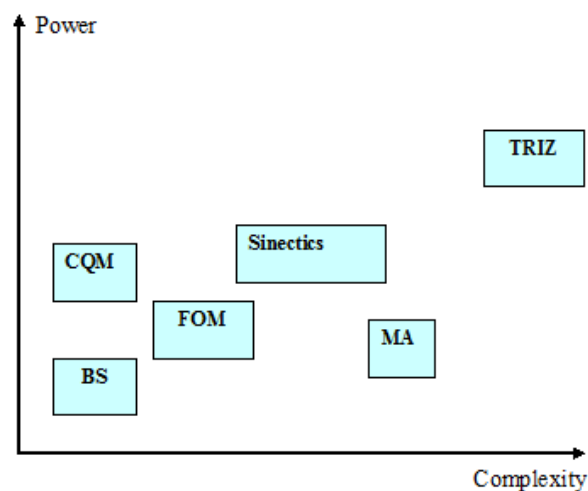 Power
TRIZ
Sinectics
CQM
FOM
MA
BS
Complexity